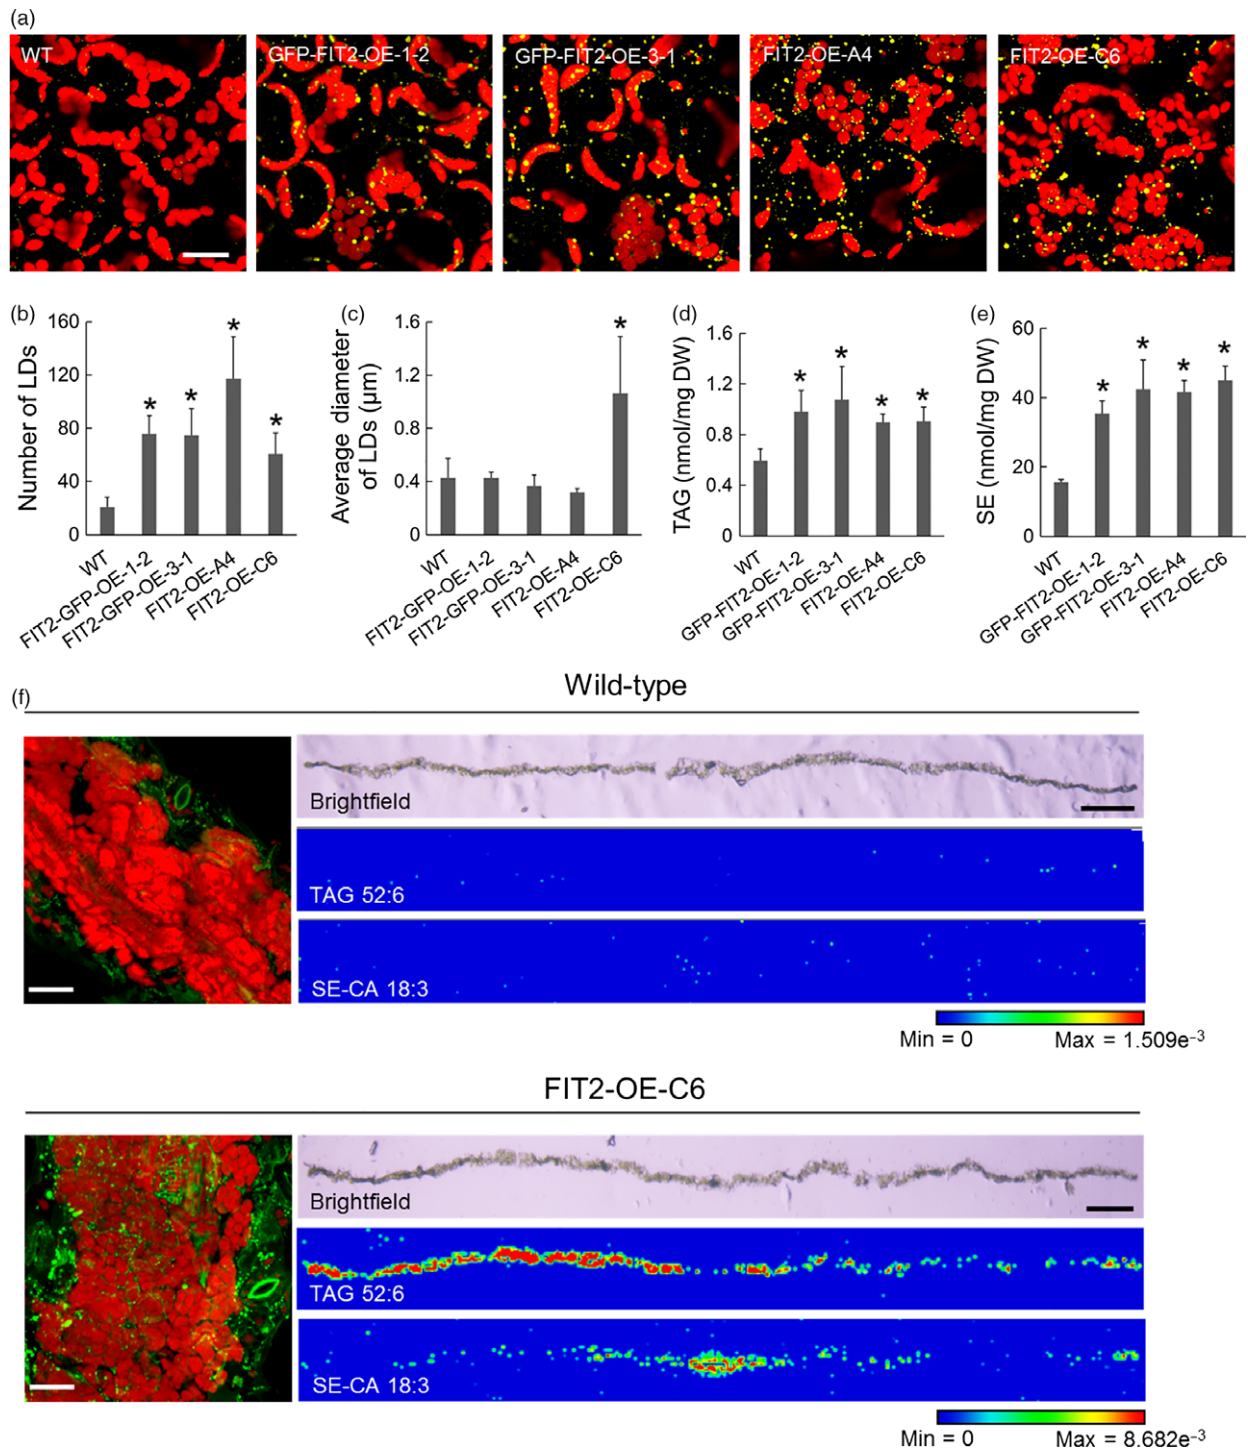 (a)
WT
GFP-FIT2-OE-1-2
GFP-FIT2-OE-3-1
FIT2-OE-A4
FIT2-OE-C6
(b)
Number of LDs
160
120
80
40
0
WT
FIT2-GFP-OE-1-2
FIT2-GFP-OE-3-1
FIT2-OE-A4
FIT2-OE-C6
* * * *
(c)
Average diameter
of LDs (µm)
1.6
1.2
0.8
0.4
0
WT
FIT2-GFP-OE-1-2
FIT2-GFP-OE-3-1
FIT2-OE-A4
FIT2-OE-C6
*
(d)
TAG (nmol/mg DW)
1.6
1.2
0.8
0.4
0
WT
GFP-FIT2-OE-1-2
GFP-FIT2-OE-3-1
FIT2-OE-A4
FIT2-OE-C6
* * * *
(e)
SE (nmol/mg DW)
60
40
20
0
WT
GFP-FIT2-OE-1-2
GFP-FIT2-OE-3-1
FIT2-OE-A4
FIT2-OE-C6
* * * *
(f)
Wild-type
Brightfield
TAG 52:6
SE-CA 18:3
Min = 0 Max = 1.509e⁻³
FIT2-OE-C6
Brightfield
TAG 52:6
SE-CA 18:3
Min = 0 Max = 8.682e⁻³